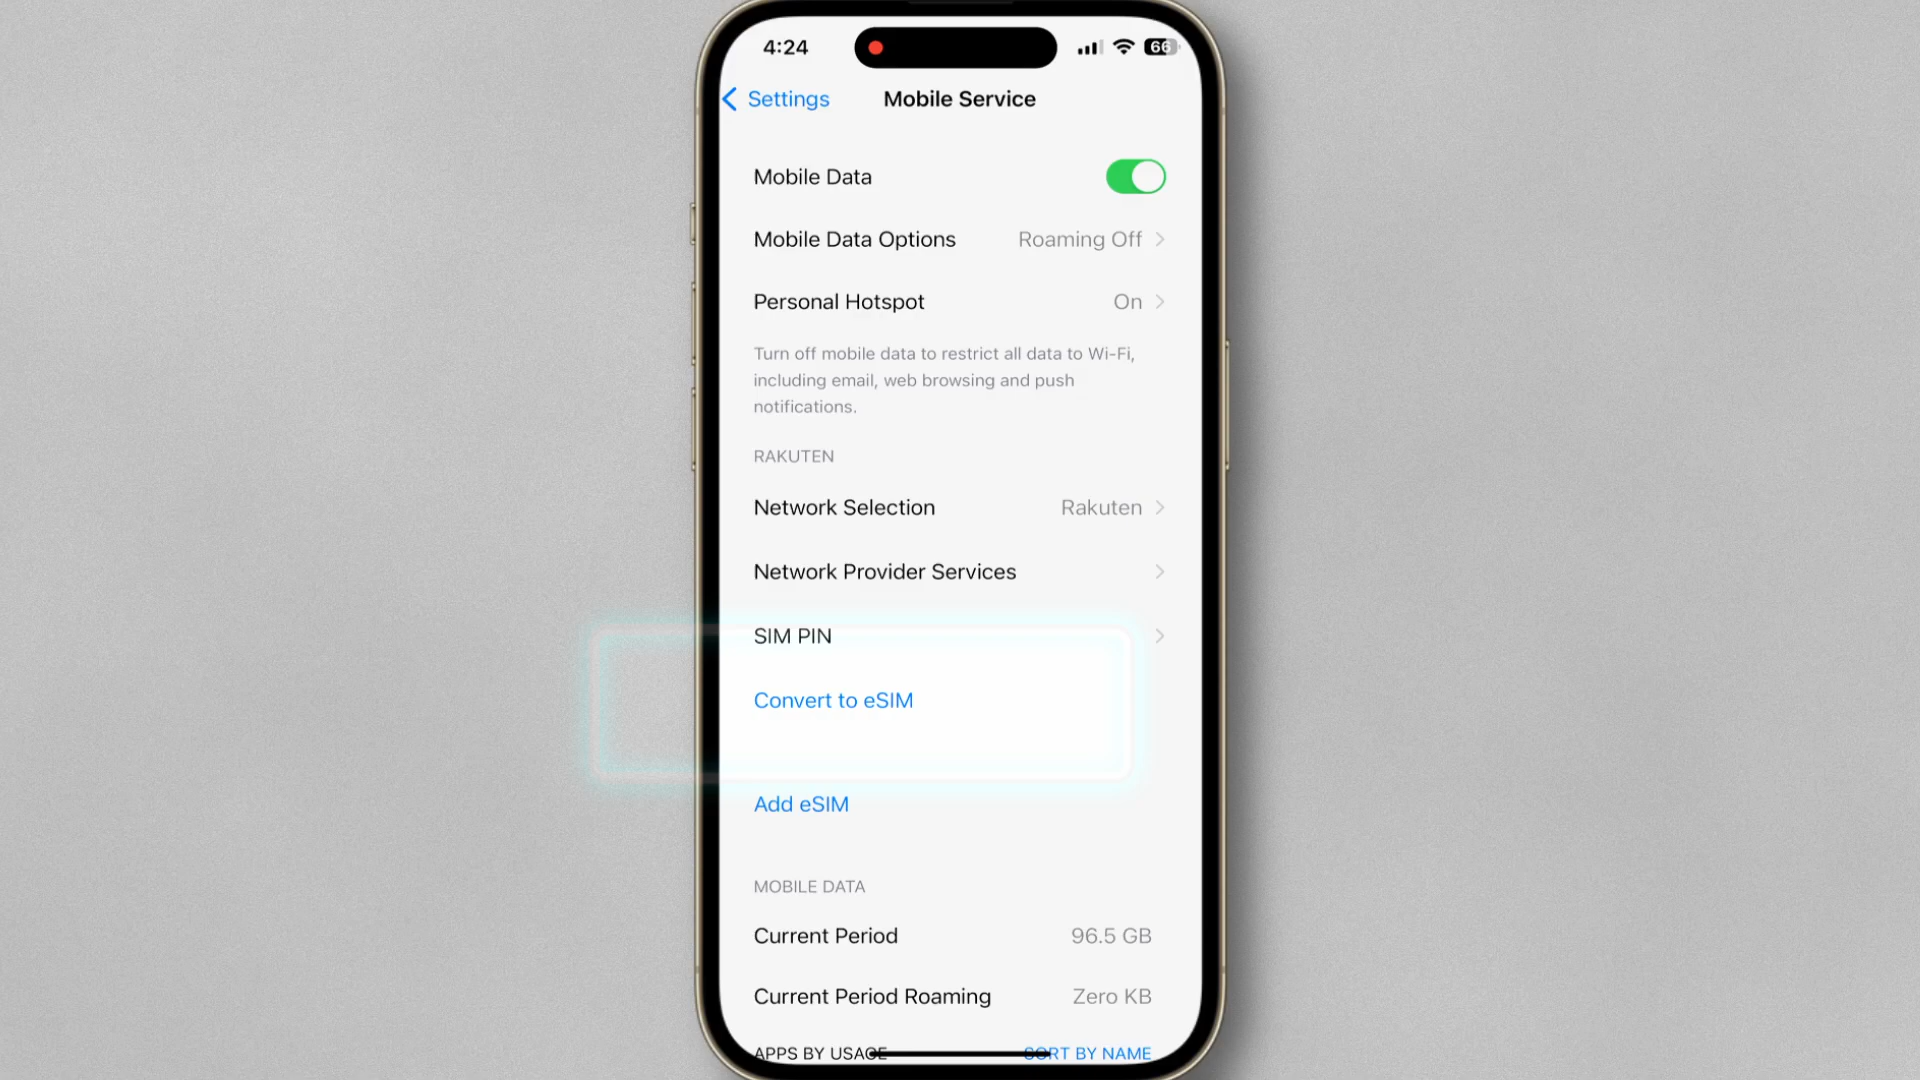 4:24
66
Settings
Mobile Service
Mobile Data
Mobile Data Options Roaming Off
Personal Hotspot On
Turn off mobile data to restrict all data to Wi-Fi,
including email, web browsing and push
notifications.
RAKUTEN
Network Selection Rakuten
Network Provider Services
SIM PIN
Convert to eSIM
Add eSIM
MOBILE DATA
Current Period 96.5 GB
Current Period Roaming Zero KB
APPS BY USAGE SORT BY NAME